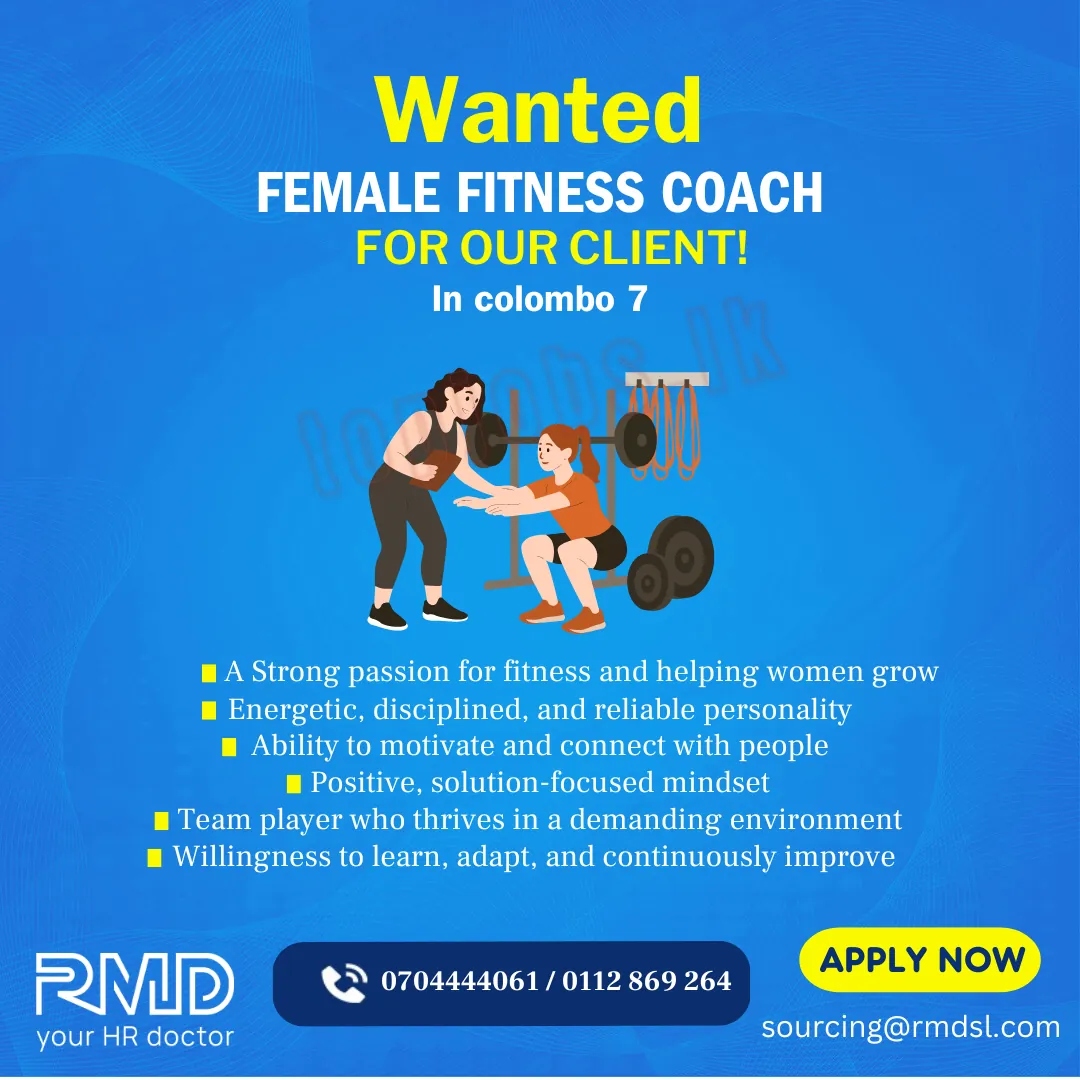 Wanted
FEMALE FITNESS COACH
FOR OUR CLIENT!
In colombo 7
A Strong passion for fitness and helping women grow
Energetic, disciplined, and reliable personality
Ability to motivate and connect with people
Positive, solution-focused mindset
Team player who thrives in a demanding environment
Willingness to learn, adapt, and continuously improve
RMD
your HR doctor
0704444061 / 0112 869 264
APPLY NOW
sourcing@rmdsl.com